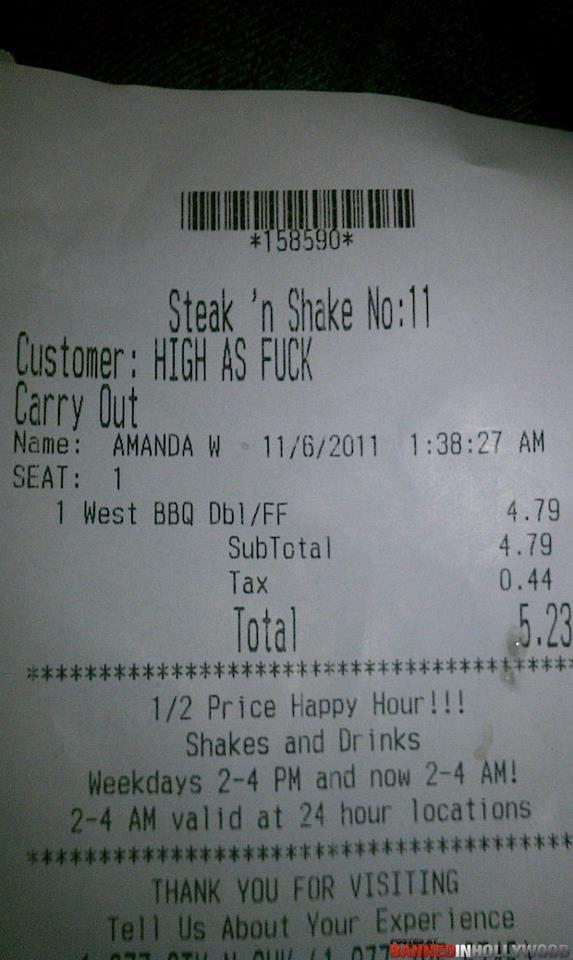 *158590*
Steak 'n Shake No:11
Customer: HIGH AS FUCK
Carry Out
Name: AMANDA W 11/6/2011 1:38:27 AM
SEAT: 1
1 West BBQ Dbl/FF 4.79
SubTotal 4.79
Tax 0.44
Total 5.23
*******************************************
1/2 Price Happy Hour!!!
Shakes and Drinks
Weekdays 2-4 PM and now 2-4 AM!
2-4 AM valid at 24 hour locations
*******************************************
THANK YOU FOR VISITING
Tell Us About Your Experience
BANNEDINHOLLYWOOD